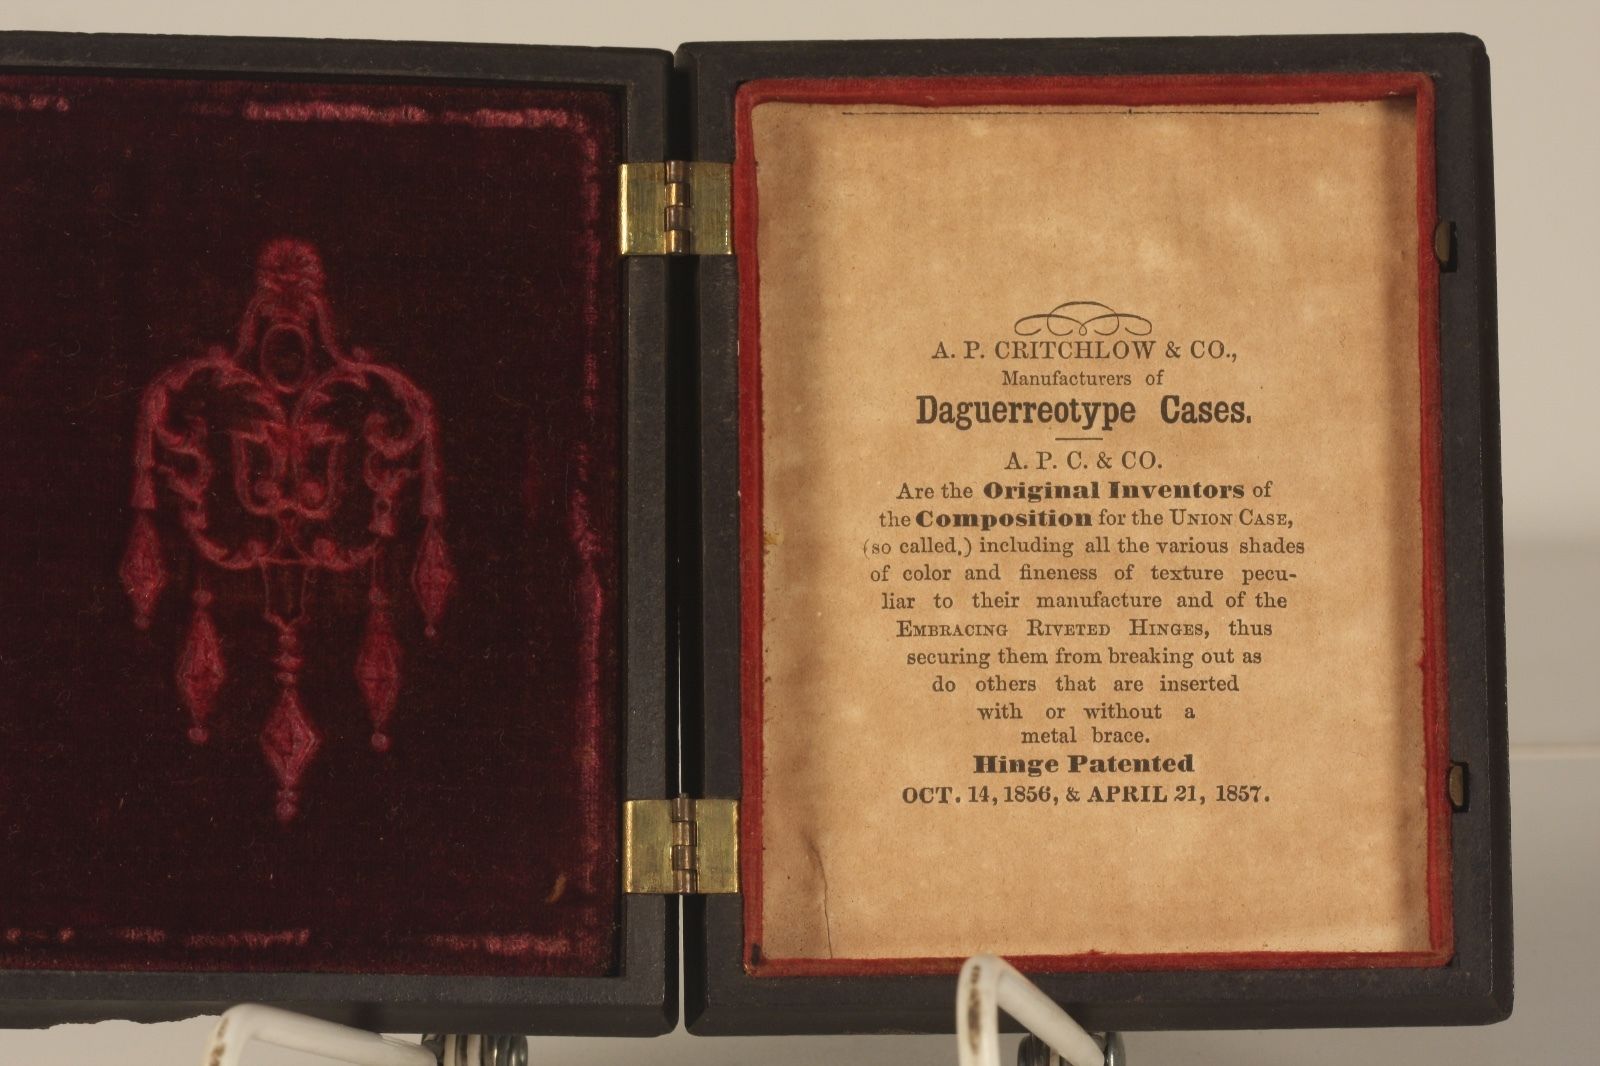 A. P. CRITCHLOW & CO.,
Manufacturers of
Daguerreotype Cases.
A. P. C. & CO.
Are the Original Inventors of
the Composition for the UNION CASE,
(so called,) including all the various shades
of color and fineness of texture pecu-
liar to their manufacture and of the
EMBRACING RIVETED HINGES, thus
securing them from breaking out as
do others that are inserted
with or without a
metal brace.
Hinge Patented
OCT. 14, 1856, & APRIL 21, 1857.